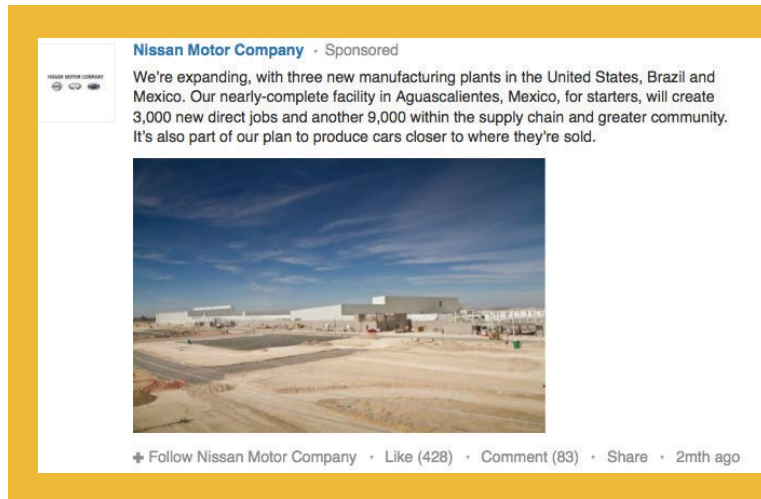 Nissan Motor Company · Sponsored
NISSAN MOTOR COMPANY
We’re expanding, with three new manufacturing plants in the United States, Brazil and
Mexico. Our nearly-complete facility in Aguascalientes, Mexico, for starters, will create
3,000 new direct jobs and another 9,000 within the supply chain and greater community.
It’s also part of our plan to produce cars closer to where they’re sold.
Follow Nissan Motor Company · Like (428) · Comment (83) · Share · 2mth ago